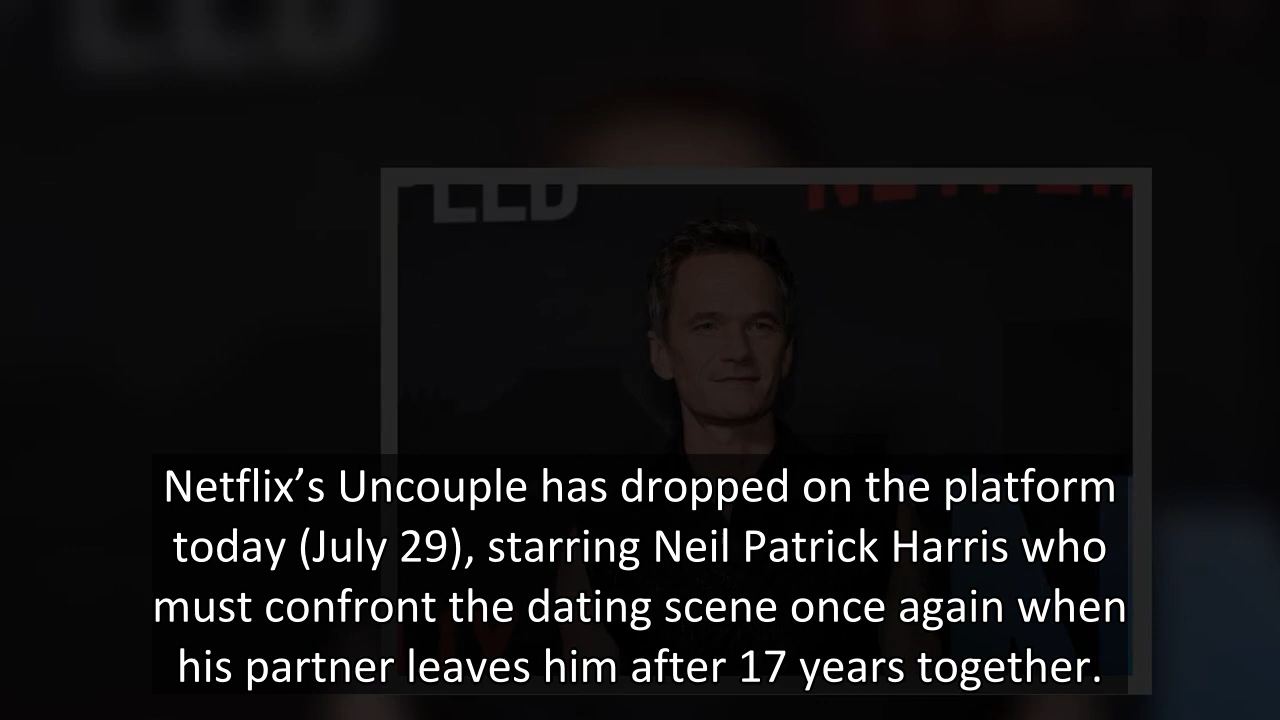 Netflix’s Uncouple has dropped on the platform
today (July 29), starring Neil Patrick Harris who
must confront the dating scene once again when
his partner leaves him after 17 years together.